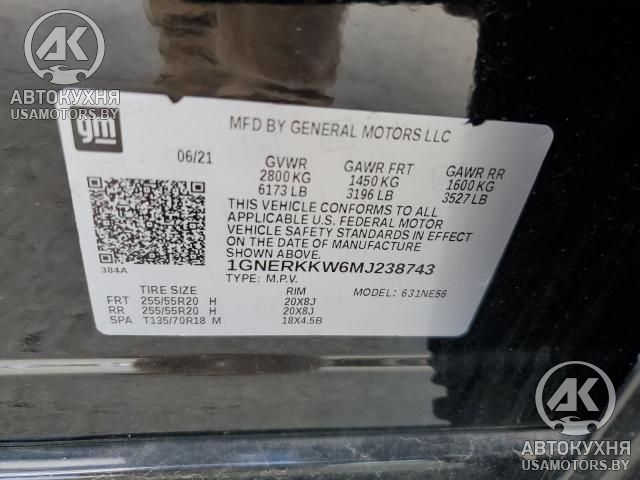 AK
АВТОКУХНЯ
USAMOTORS.BY
gm
MFD BY GENERAL MOTORS LLC
06/21 GVWR GAWR FRT GAWR RR
2800 KG 1450 KG 1600 KG
6173 LB 3196 LB 3527 LB
THIS VEHICLE CONFORMS TO ALL
APPLICABLE U.S. FEDERAL MOTOR
VEHICLE SAFETY STANDARDS IN EFFECT
ON THE DATE OF MANUFACTURE
SHOWN ABOVE.
384A
1GNERKKW6MJ238743
TYPE: M.P.V. MODEL: 631NE56
TIRE SIZE RIM
FRT 255/55R20 H 20X8J
RR 255/55R20 H 20X8J
SPA T135/70R18 M 18X4.5B
AK
АВТОКУХНЯ
USAMOTORS.BY